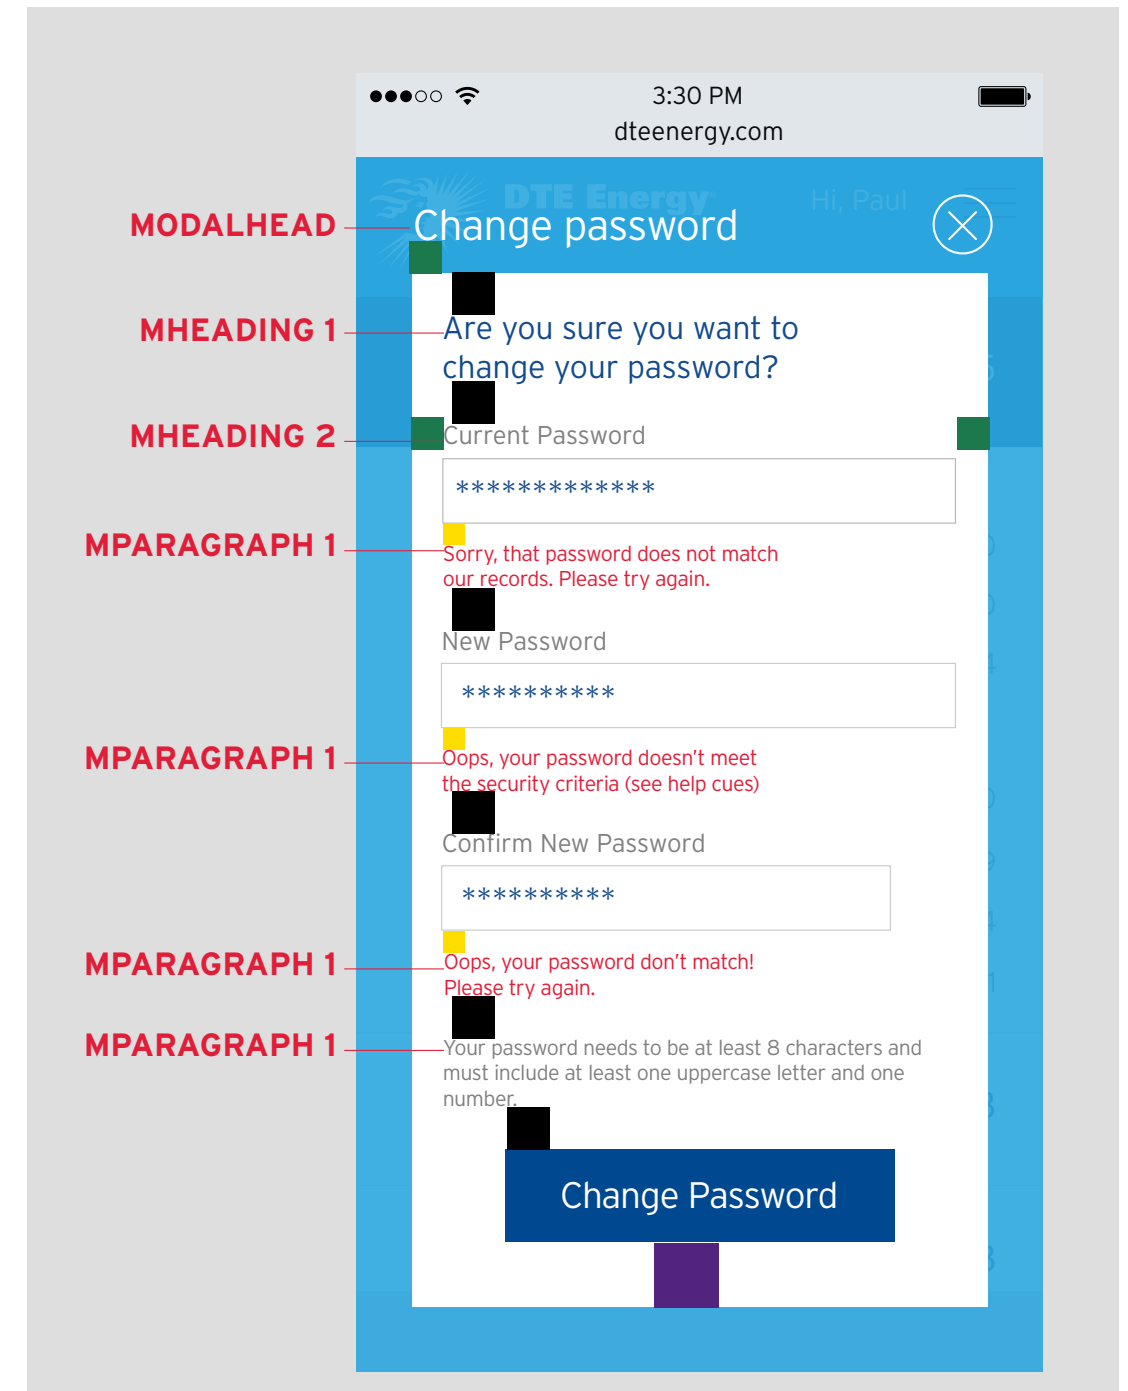 3:30 PM
dteenergy.com
DTE Energy
Hi, Paul
MODALHEAD
Change password
MHEADING 1
Are you sure you want to
change your password?
MHEADING 2
Current Password
*************
MPARAGRAPH 1
Sorry, that password does not match
our records. Please try again.
New Password
**********
MPARAGRAPH 1
Oops, your password doesn't meet
the security criteria (see help cues)
Confirm New Password
**********
MPARAGRAPH 1
Oops, your password don't match!
Please try again.
MPARAGRAPH 1
Your password needs to be at least 8 characters and
must include at least one uppercase letter and one
number.
Change Password